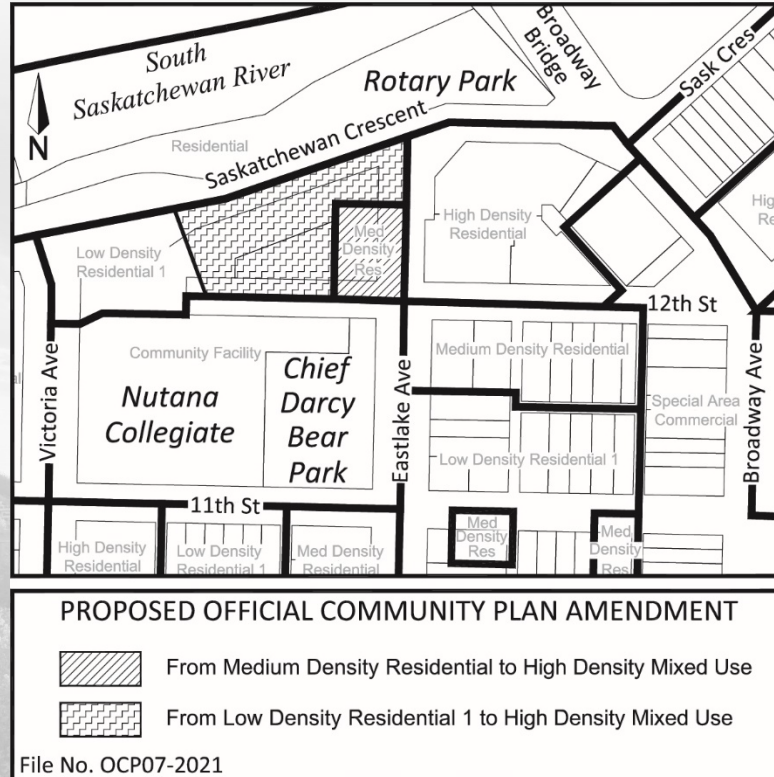 South
Saskatchewan River
Rotary Park
Broadway
Bridge
Sask Cres
N
Residential
Saskatchewan Crescent
Low Density
Residential 1
Med
Density
Res
High Density
Residential
12th St
Victoria Ave
Community Facility
Nutana
Collegiate
Chief
Darcy
Bear
Park
Eastlake Ave
Medium Density Residential
Low Density Residential 1
Special Area
Commercial
Broadway Ave
11th St
High Density
Residential
Low Density
Residential 1
Med Density
Residential
Med
Density
Res
Med
Density
Res
PROPOSED OFFICIAL COMMUNITY PLAN AMENDMENT
From Medium Density Residential to High Density Mixed Use
From Low Density Residential 1 to High Density Mixed Use
File No. OCP07-2021